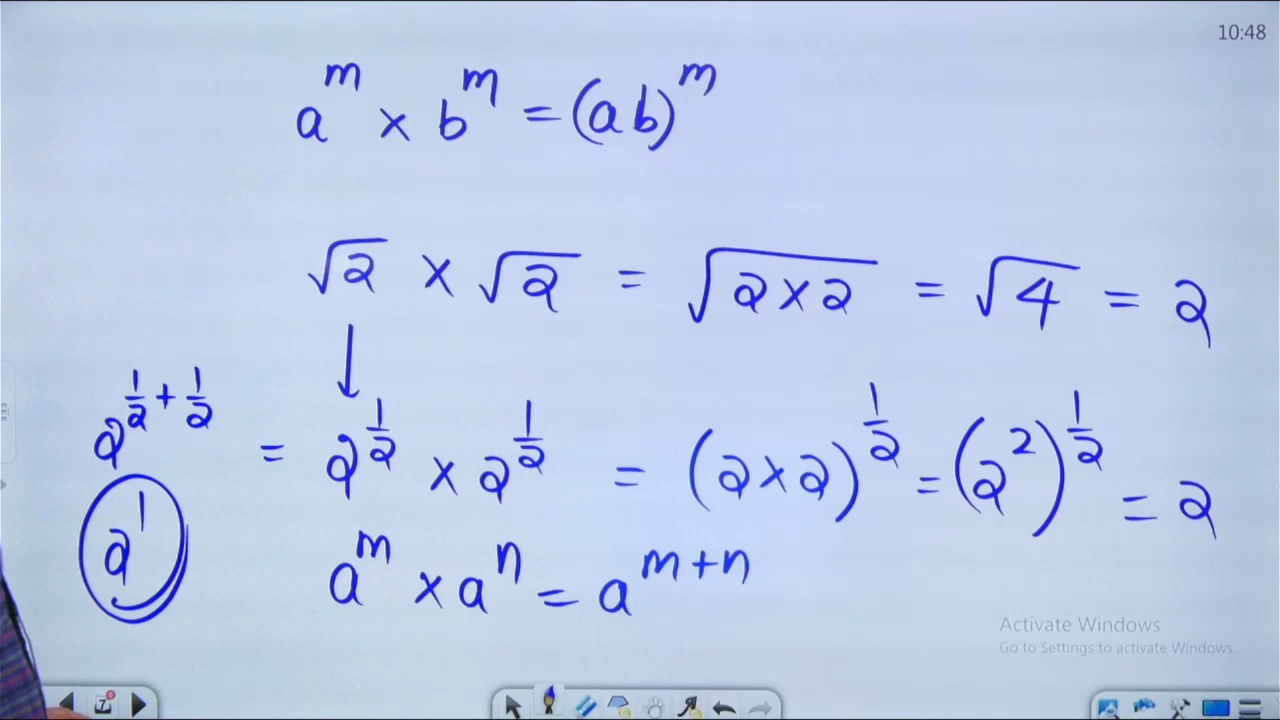 10:48
a^m × b^m = (ab)^m
√2 × √2 = √(2×2) = √4 = 2
↓
2^(1/2 + 1/2) = 2^(1/2) × 2^(1/2) = (2×2)^(1/2) = (2^2)^(1/2) = 2
2^1
a^m × a^n = a^(m+n)
Activate Windows
Go to Settings to activate Windows.